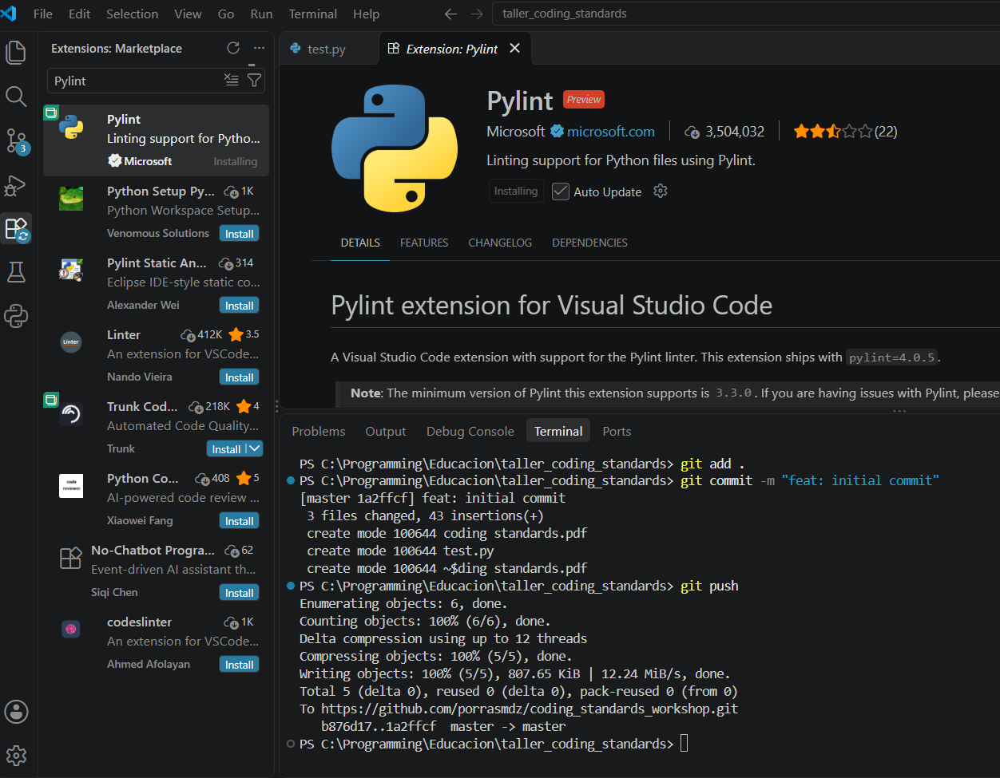 File Edit Selection View Go Run Terminal Help
taller_coding_standards
Extensions: Marketplace
Pylint
Pylint
Linting support for Pytho...
Microsoft Installing
Python Setup Py... 1K
Python Workspace Setup...
Venomous Solutions Install
Pylint Static An... 314
Eclipse IDE-style static co...
Alexander Wei Install
Linter
Linter 412K 3.5
An extension for VSCode...
Nando Vieira Install
Trunk Cod... 218K 4
Automated Code Quality...
Trunk Install
code
reviewer
Python Co... 408 5
AI-powered code review ...
Xiaowei Fang Install
No-Chatbot Progra... 62
Event-driven AI assistant th...
Siqi Chen Install
codeslinter 1K
An extension for VSCode...
Ahmed Afolayan Install
3
test.py
Extension: Pylint
Pylint Preview
Microsoft microsoft.com 3,504,032 (22)
Linting support for Python files using Pylint.
Installing Auto Update
DETAILS FEATURES CHANGELOG DEPENDENCIES
Pylint extension for Visual Studio Code
A Visual Studio Code extension with support for the Pylint linter. This extension ships with pylint=4.0.5.
Note: The minimum version of Pylint this extension supports is 3.3.0. If you are having issues with Pylint, please
Problems Output Debug Console Terminal Ports
PS C:\Programming\Educacion\taller_coding_standards> git add .
PS C:\Programming\Educacion\taller_coding_standards> git commit -m "feat: initial commit"
[master 1a2ffcf] feat: initial commit
3 files changed, 43 insertions(+)
create mode 100644 coding standards.pdf
create mode 100644 test.py
create mode 100644 ~$ding standards.pdf
PS C:\Programming\Educacion\taller_coding_standards> git push
Enumerating objects: 6, done.
Counting objects: 100% (6/6), done.
Delta compression using up to 12 threads
Compressing objects: 100% (5/5), done.
Writing objects: 100% (5/5), 807.65 KiB | 12.24 MiB/s, done.
Total 5 (delta 0), reused 0 (delta 0), pack-reused 0 (from 0)
To https://github.com/porrasmdz/coding_standards_workshop.git
b876d17..1a2ffcf master -> master
PS C:\Programming\Educacion\taller_coding_standards>